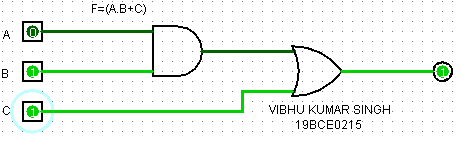 F=(A.B+C)
A 0
B 1
1
C 1
VIBHU KUMAR SINGH
19BCE0215